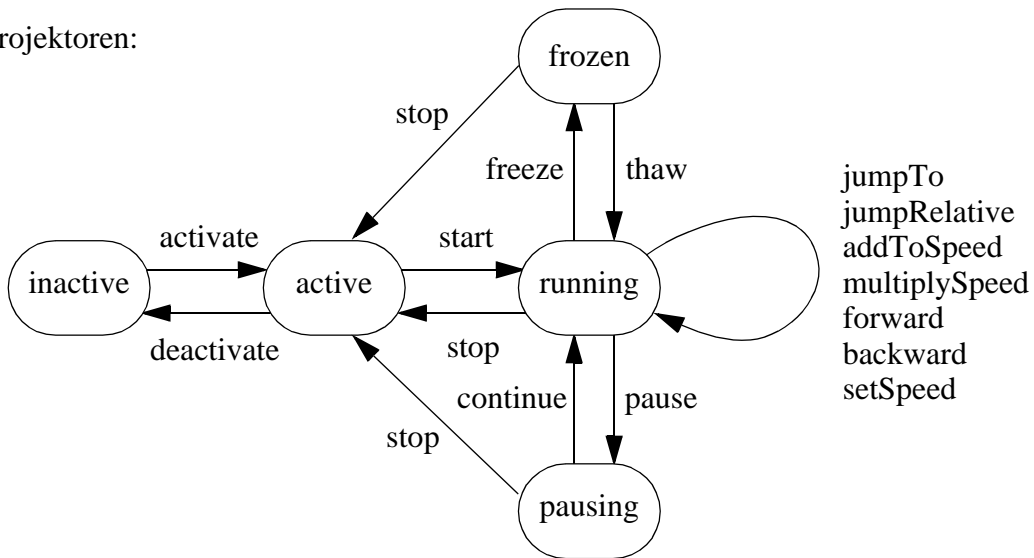 rojektoren:
frozen
stop
freeze
thaw
jumpTo
jumpRelative
addToSpeed
multiplySpeed
forward
backward
setSpeed
activate
start
inactive
active
running
deactivate
stop
continue
pause
stop
pausing